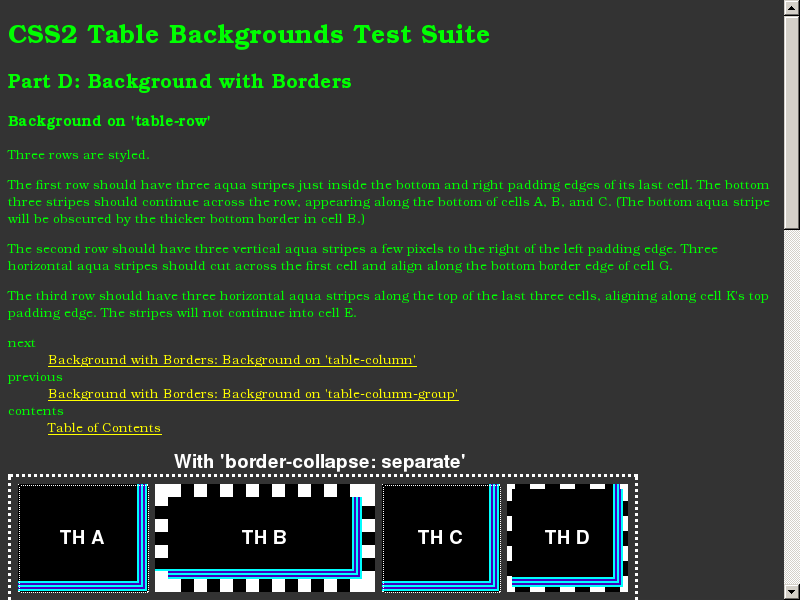 CSS2 Table Backgrounds Test Suite
Part D: Background with Borders
Background on 'table-row'
Three rows are styled.
The first row should have three aqua stripes just inside the bottom and right padding edges of its last cell. The bottom
three stripes should continue across the row, appearing along the bottom of cells A, B, and C. (The bottom aqua stripe
will be obscured by the thicker bottom border in cell B.)
The second row should have three vertical aqua stripes a few pixels to the right of the left padding edge. Three
horizontal aqua stripes should cut across the first cell and align along the bottom border edge of cell G.
The third row should have three horizontal aqua stripes along the top of the last three cells, aligning along cell K's top
padding edge. The stripes will not continue into cell E.
next
Background with Borders: Background on 'table-column'
previous
Background with Borders: Background on 'table-column-group'
contents
Table of Contents
With 'border-collapse: separate'
TH A TH B TH C TH D